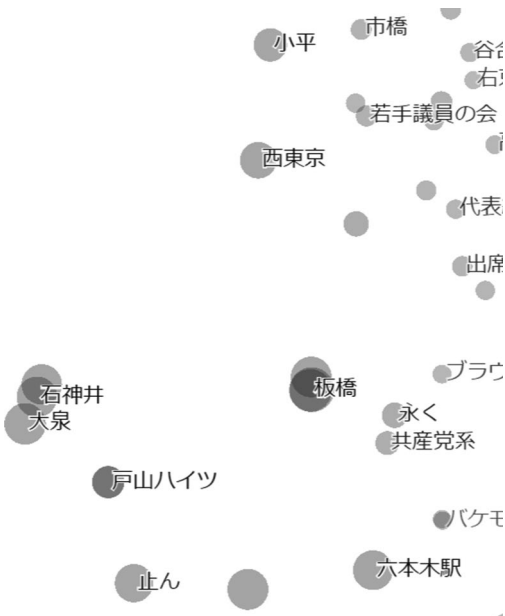 市橋
小平
谷合
右京
若手議員の会
西東京
代表
出席
ブラウ
板橋
石神井
永く
大泉
共産党系
戸山ハイツ
バケモ
六本木駅
止ん